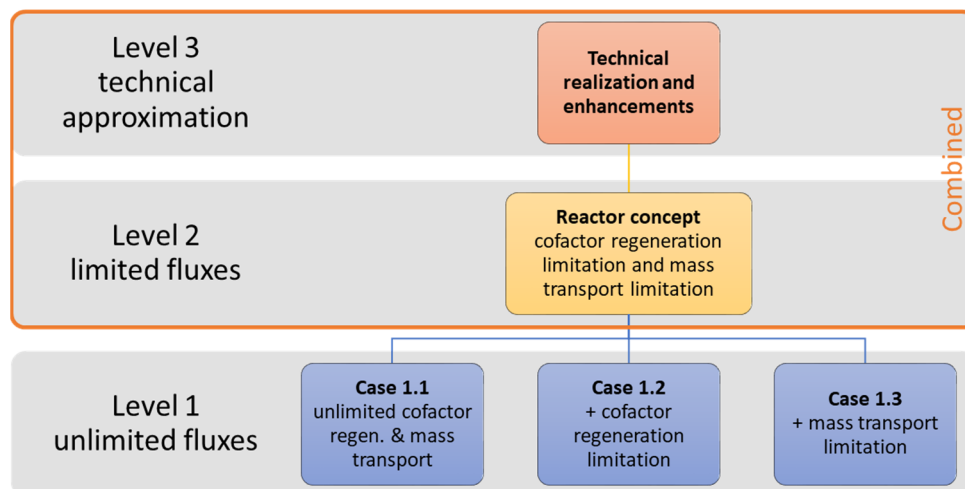 Level 3
technical
approximation
Technical
realization and
enhancements
Combined
Level 2
limited fluxes
Reactor concept
cofactor regeneration
limitation and mass
transport limitation
Level 1
unlimited fluxes
Case 1.1
unlimited cofactor
regen. & mass
transport
Case 1.2
+ cofactor
regeneration
limitation
Case 1.3
+ mass transport
limitation